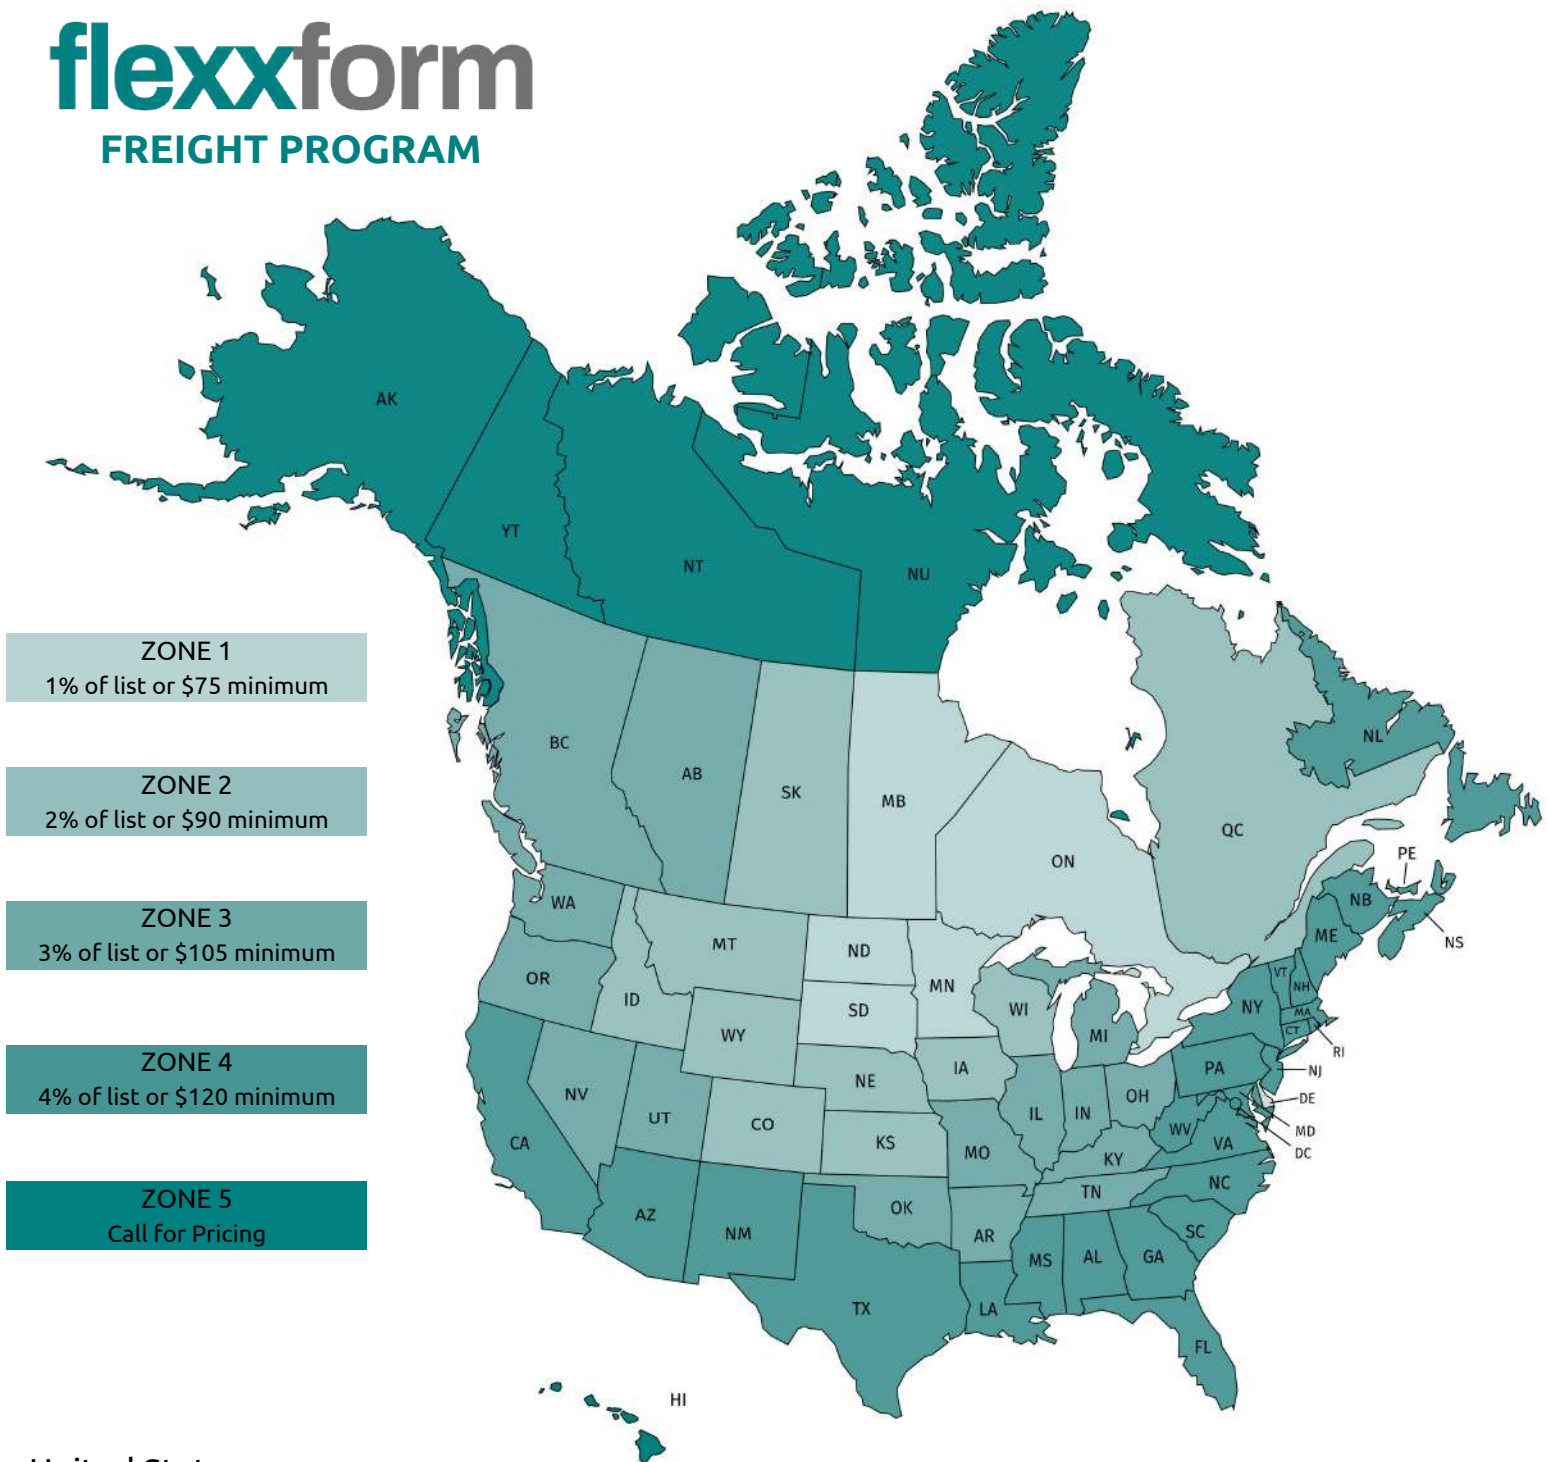 flexxform
FREIGHT PROGRAM
AK
YT
NT
NU
ZONE 1
1% of list or $75 minimum
ZONE 2
2% of list or $90 minimum
ZONE 3
3% of list or $105 minimum
ZONE 4
4% of list or $120 minimum
ZONE 5
Call for Pricing
BC
AB
SK
MB
ON
QC
NL
PE
NB
NS
ME
WA
MT
ND
MN
OR
ID
SD
WI
MI
NY
VT
NH
MA
CT
RI
WY
NE
IA
PA
NJ
NV
UT
CO
KS
IL
IN
OH
DE
MD
DC
WV
VA
CA
MO
KY
NC
TN
AZ
NM
OK
AR
SC
MS
AL
GA
TX
LA
FL
HI